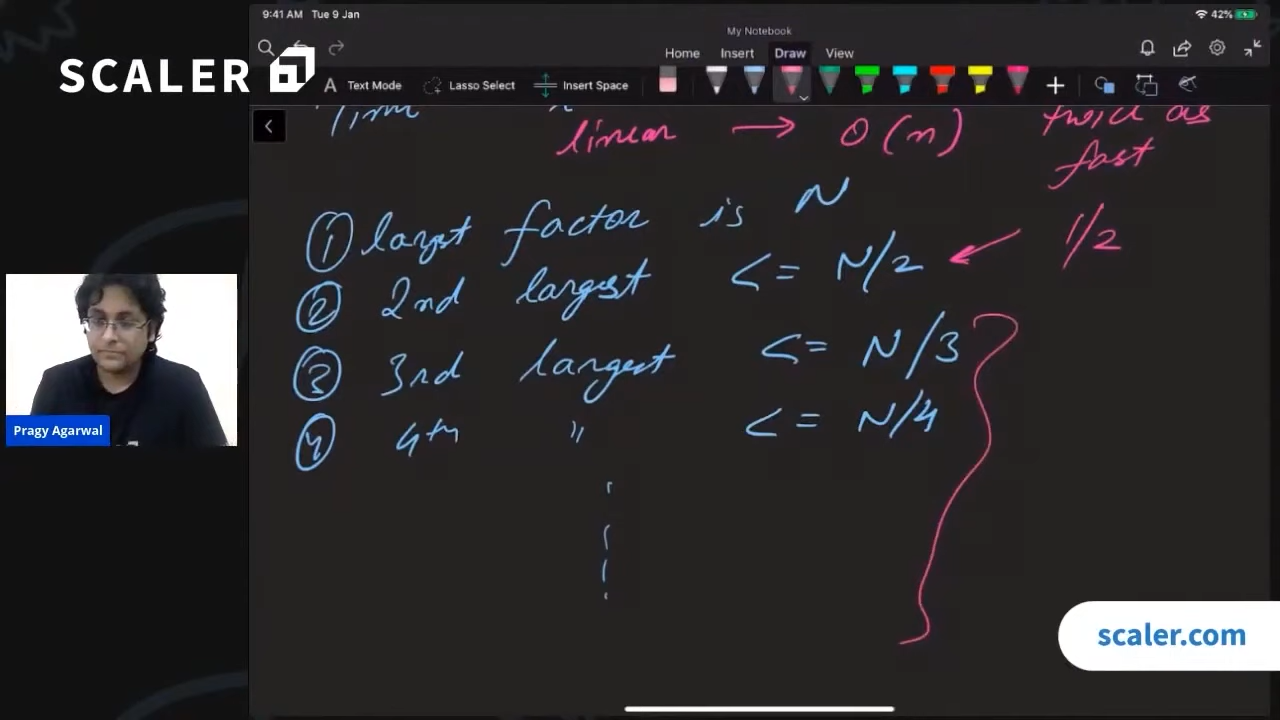 9:41 AM Tue 9 Jan
42%
My Notebook
SCALER
Home Insert Draw View
Text Mode Lasso Select Insert Space
Time
linear → O(n)
twice as
fast
① largest factor is N
② 2nd largest <= N/2 ← 1/2
③ 3rd largest <= N/3
④ 4th " <= N/4
Pragy Agarwal
scaler.com